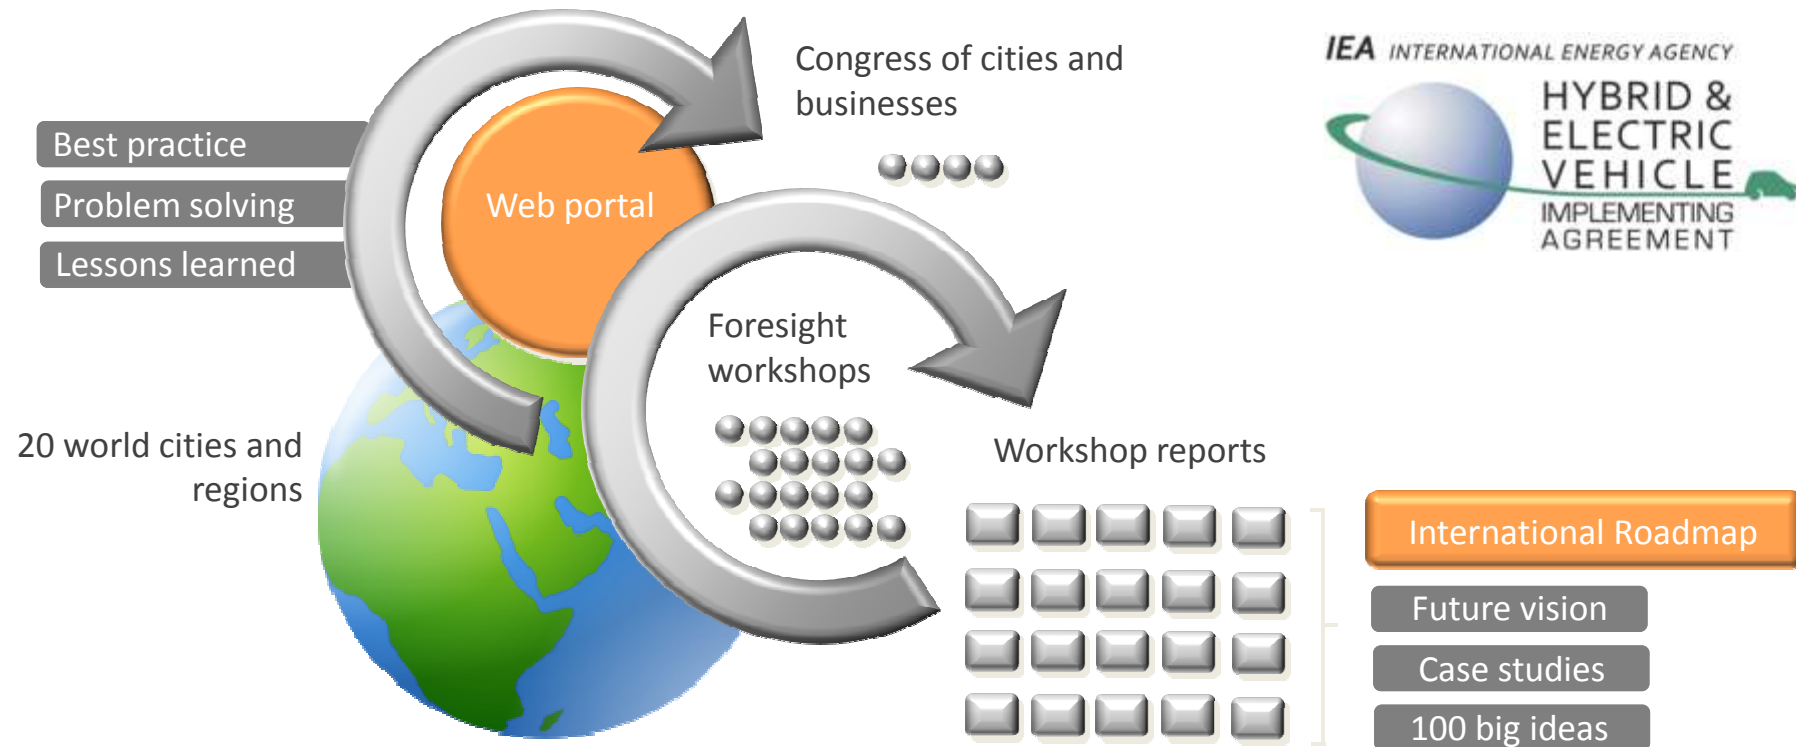 Best practice
Problem solving
Lessons learned
Web portal
Congress of cities and
businesses
IEA INTERNATIONAL ENERGY AGENCY
HYBRID &
ELECTRIC
VEHICLE
IMPLEMENTING
AGREEMENT
20 world cities and
regions
Foresight
workshops
Workshop reports
International Roadmap
Future vision
Case studies
100 big ideas